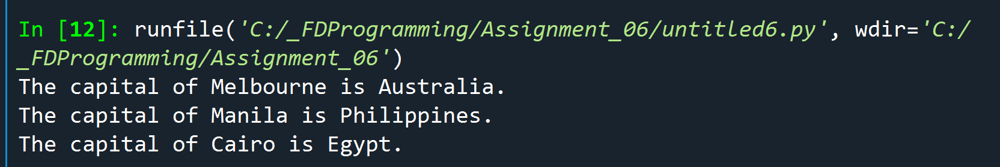 In [12]: runfile('C:/_FDProgramming/Assignment_06/untitled6.py', wdir='C:/
_FDProgramming/Assignment_06')
The capital of Melbourne is Australia.
The capital of Manila is Philippines.
The capital of Cairo is Egypt.